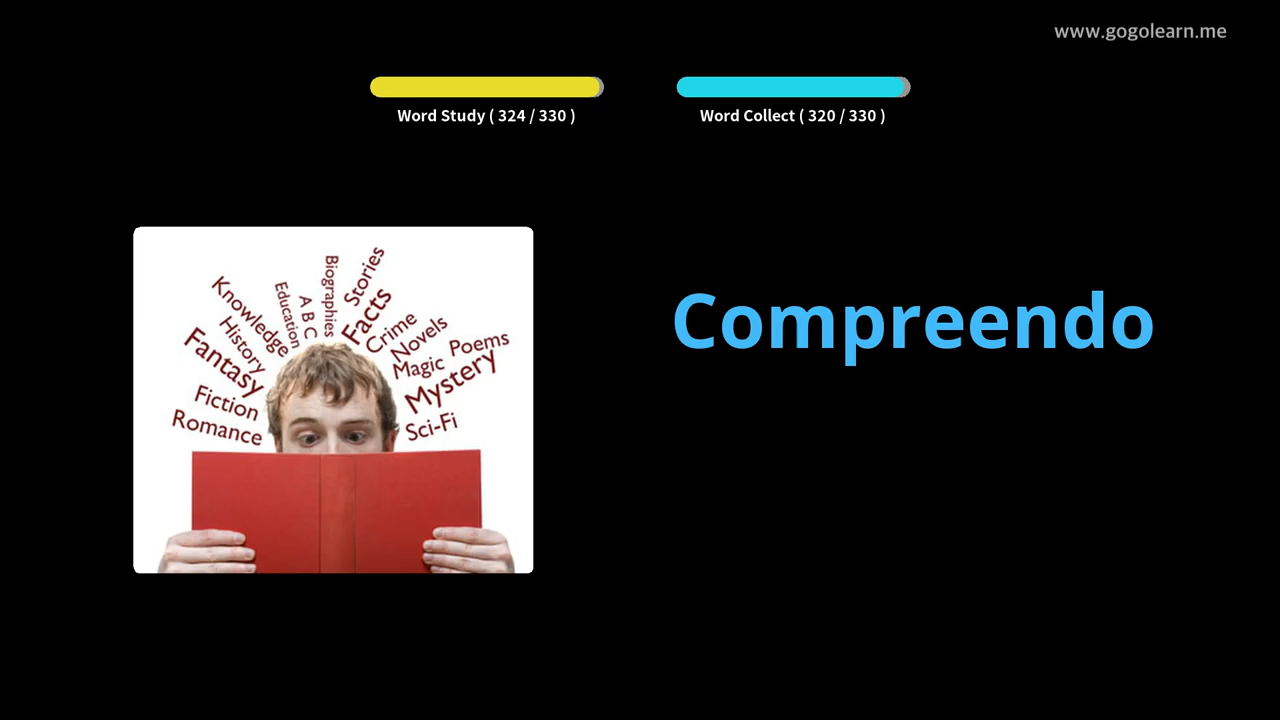 www.gogolearn.me
Word Study ( 324 / 330 )
Word Collect ( 320 / 330 )
Compreendo
Knowledge
History
Fantasy
Fiction
Romance
Education
A B C
Biographies
Stories
Facts
Crime
Novels
Magic
Poems
Mystery
Sci-Fi